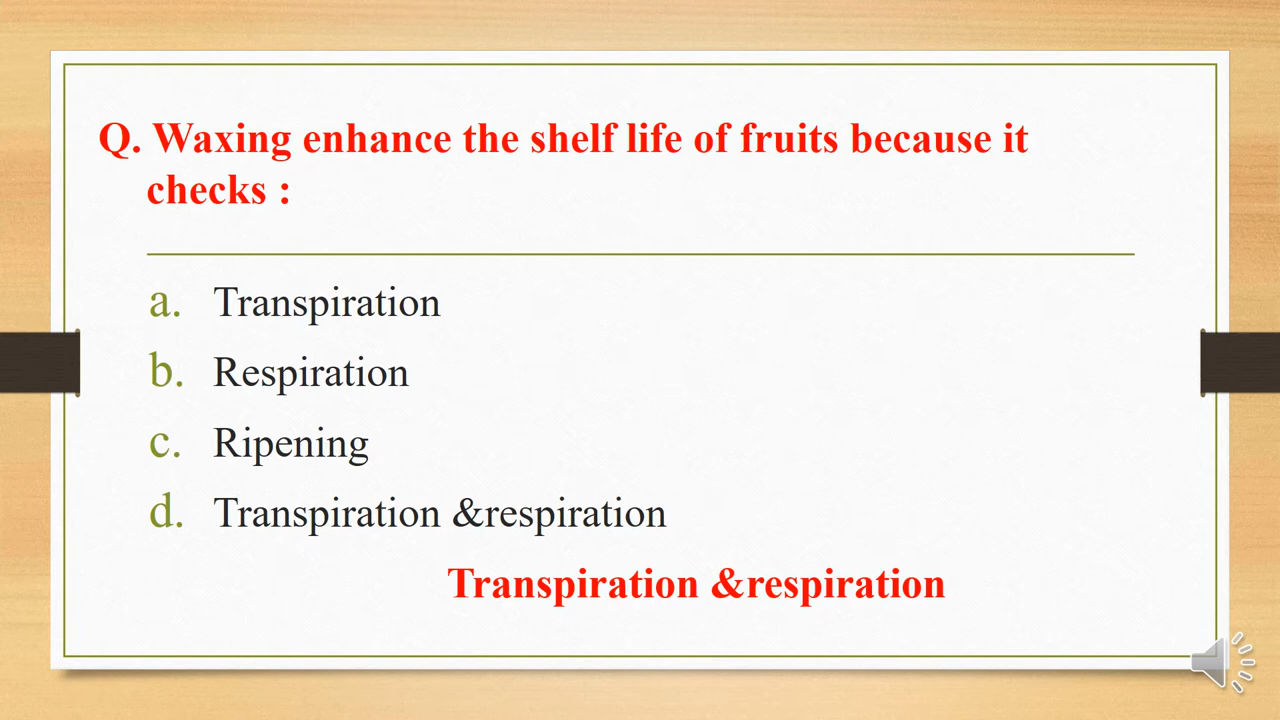 Q. Waxing enhance the shelf life of fruits because it
checks :
a. Transpiration
b. Respiration
c. Ripening
d. Transpiration &respiration
Transpiration &respiration